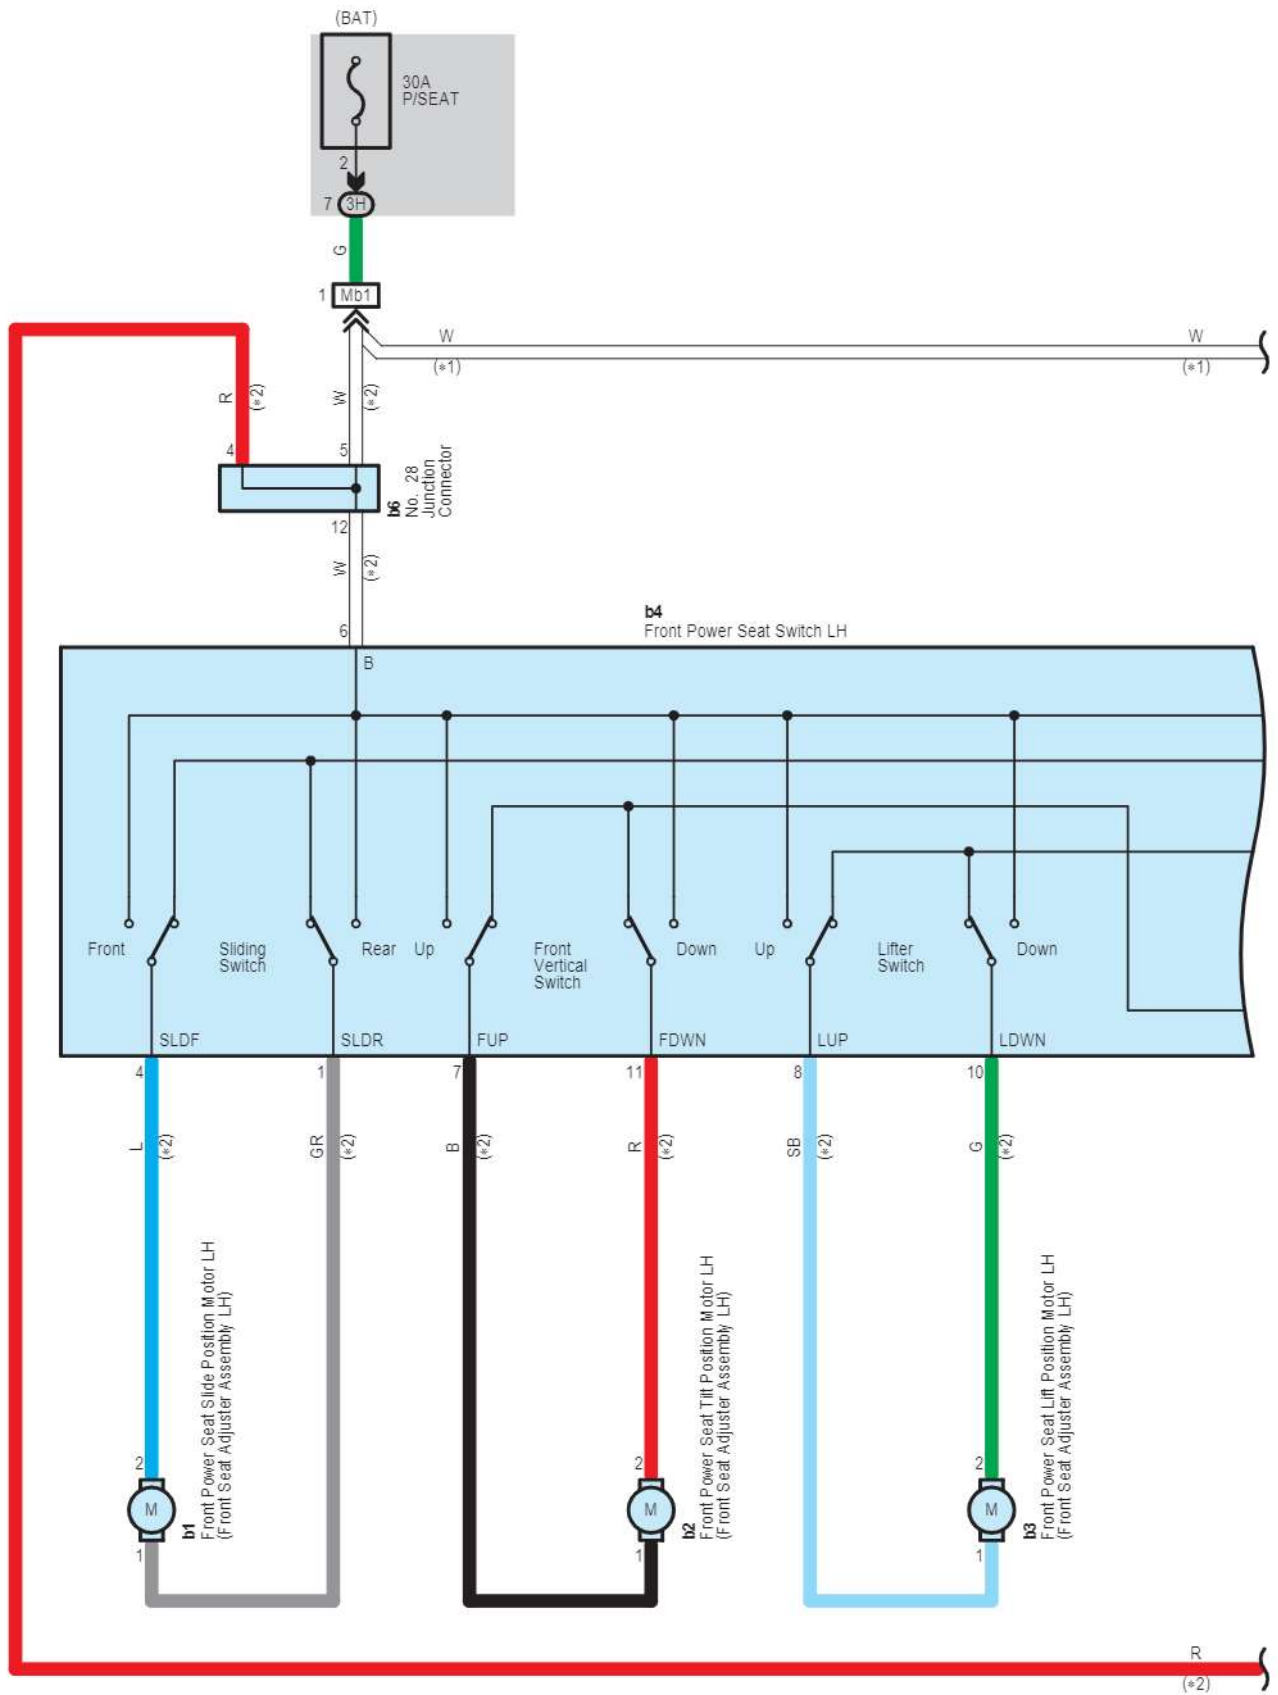 (BAT)
30A
P/SEAT
2
7
3H
G
1
Mb1
W
(*1)
W
(*1)
R
(*2)
W
(*2)
4
5
b6
No. 28
Junction
Connector
12
W
(*2)
6
b4
Front Power Seat Switch LH
B
Front
Sliding
Switch
Rear
Up
Front
Vertical
Switch
Down
Up
Lifter
Switch
Down
SLDF
SLDR
FUP
FDWN
LUP
LDWN
4
1
7
11
8
10
L
(*2)
GR
(*2)
B
(*2)
R
(*2)
SB
(*2)
G
(*2)
2
M
1
b1
Front Power Seat Slide Position Motor LH
(Front Seat Adjuster Assembly LH)
2
M
1
b2
Front Power Seat Tilt Position Motor LH
(Front Seat Adjuster Assembly LH)
2
M
1
b3
Front Power Seat Lift Position Motor LH
(Front Seat Adjuster Assembly LH)
R
(*2)